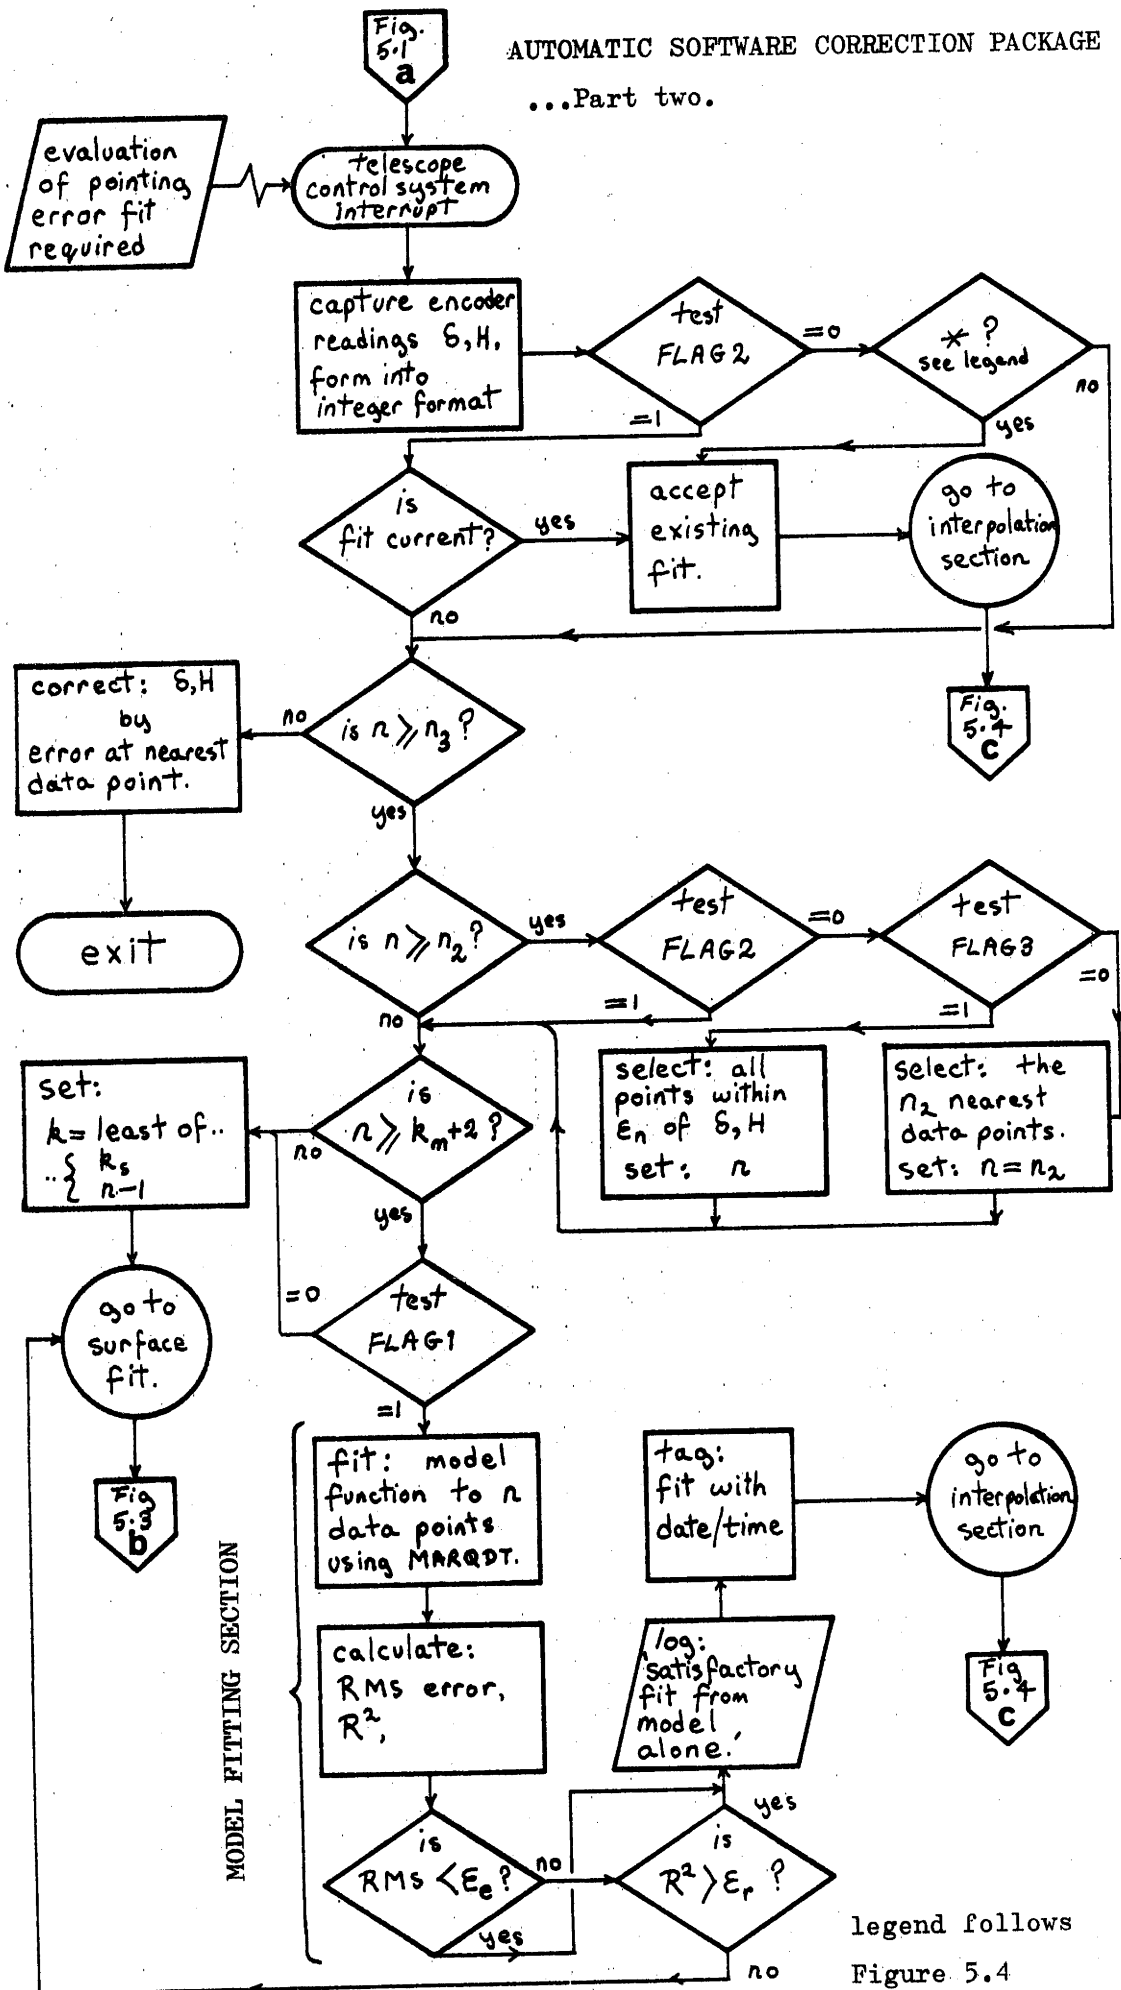 Fig.
5.1
a
AUTOMATIC SOFTWARE CORRECTION PACKAGE
...Part two.
evaluation
of pointing
error fit
required
telescope
control system
interrupt
capture encoder
readings δ,H,
form into
integer format
test
FLAG2
=0
=1
* ?
see legend
no
yes
is
fit current?
yes
no
accept
existing
fit.
go to
interpolation
section
Fig.
5.4
c
correct: δ,H
by
error at nearest
data point.
no
is n ⩾ n₃ ?
yes
exit
is n ⩾ n₂ ?
yes
no
test
FLAG2
=0
=1
test
FLAG3
=0
=1
set:
k = least of..
..{ kₛ
n-1
no
is
n ⩾ kₘ+2 ?
yes
select: all
points within
εₙ of δ,H
set: n
select: the
n₂ nearest
data points.
set: n = n₂
go to
surface
fit.
=0
test
FLAG1
=1
Fig
5.3
b
MODEL FITTING SECTION
fit: model
function to n
data points
using MARQDT.
tag:
fit with
date/time
go to
interpolation
section
calculate:
RMS error,
R²,
log:
'satisfactory
fit from
model
alone.'
Fig
5.4
c
is
RMS < εₑ ?
no
yes
is
R² > εᵣ ?
yes
no
legend follows
Figure 5.4